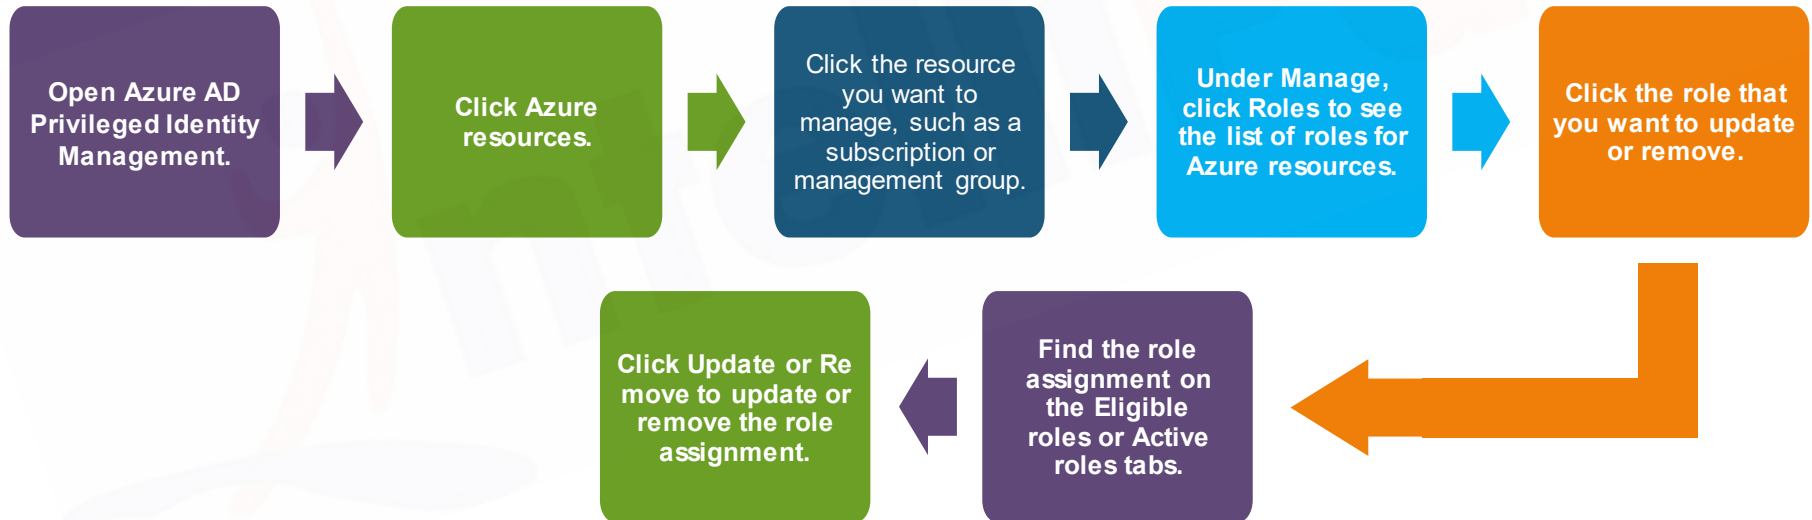 Open Azure AD
Privileged Identity
Management.
Click Azure
resources.
Click the resource
you want to
manage, such as a
subscription or
management group.
Under Manage,
click Roles to see
the list of roles for
Azure resources.
Click the role that
you want to update
or remove.
Find the role
assignment on
the Eligible
roles or Active
roles tabs.
Click Update or Re
move to update or
remove the role
assignment.